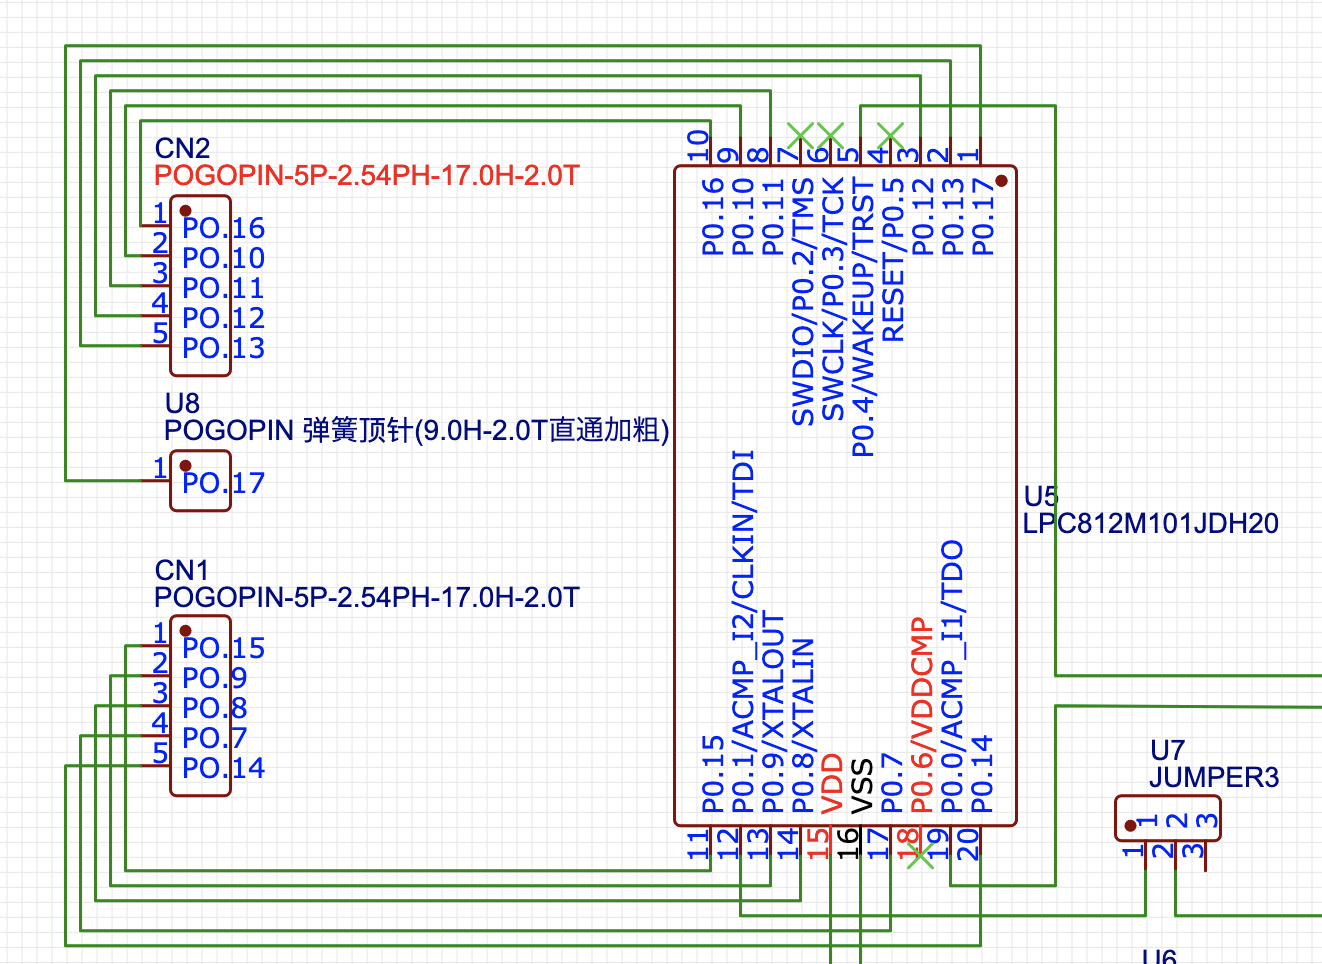 CN2
POGOPIN-5P-2.54PH-17.0H-2.0T
1 PO.16
2 PO.10
3 PO.11
4 PO.12
5 PO.13
U8
POGOPIN 弹簧顶针(9.0H-2.0T直通加粗)
1 PO.17
CN1
POGOPIN-5P-2.54PH-17.0H-2.0T
1 PO.15
2 PO.9
3 PO.8
4 PO.7
5 PO.14
10 P0.16
9 P0.10
8 P0.11
7 SWDIO/P0.2/TMS
6 SWCLK/P0.3/TCK
5 P0.4/WAKEUP/TRST
4 RESET/P0.5
3 P0.12
2 P0.13
1 P0.17
U5
LPC812M101JDH20
11 P0.15
12 P0.1/ACMP_I2/CLKIN/TDI
13 P0.9/XTALOUT
14 P0.8/XTALIN
15 VDD
16 VSS
17 P0.7
18 P0.6/VDDCMP
19 P0.0/ACMP_I1/TDO
20 P0.14
U7
JUMPER3
1 2 3
1 2 3
U6